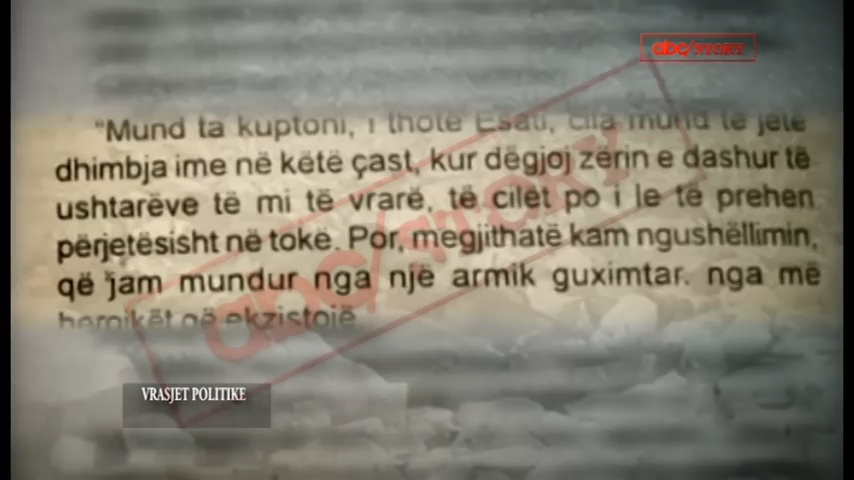 abc/STORY
"Mund ta kuptoni, i thotë Esati, cila mund të jetë
dhimbja ime në këtë çast, kur dëgjoj zërin e dashur të
ushtarëve të mi të vrarë, të cilët po i le të prehen
përjetësisht në tokë. Por, megjithatë kam ngushëllimin,
që jam mundur nga një armik guximtar. nga më
heroikët që ekzistojë.
abc/STORY
VRASJET POLITIKE